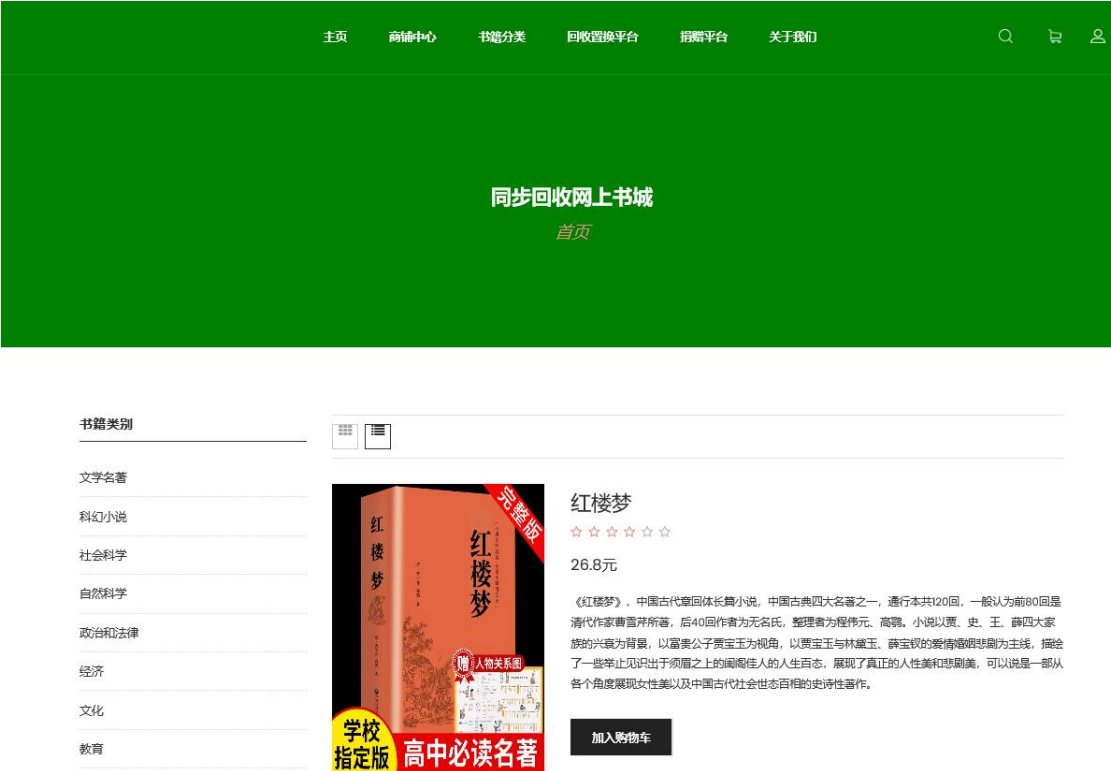 主页 商铺中心 书籍分类 回收置换平台 捐赠平台 关于我们
同步回收网上书城
首页
书籍类别
文学名著
科幻小说
社会科学
自然科学
政治和法律
经济
文化
教育
完整版
红楼梦
红楼梦
赠 人物关系图
学校
指定版
高中必读名著
红楼梦
26.8元
《红楼梦》，中国古代章回体长篇小说，中国古典四大名著之一，通行本共120回，一般认为前80回是
清代作家曹雪芹所著，后40回作者为无名氏，整理者为程伟元、高鹗。小说以贾、史、王、薛四大家
族的兴衰为背景，以富贵公子贾宝玉为视角，以贾宝玉与林黛玉、薛宝钗的爱情婚姻悲剧为主线，描绘
了一些举止见识出于须眉之上的闺阁佳人的人生百态，展现了真正的人性美和悲剧美，可以说是一部从
各个角度展现女性美以及中国古代社会世态百相的史诗性著作。
加入购物车